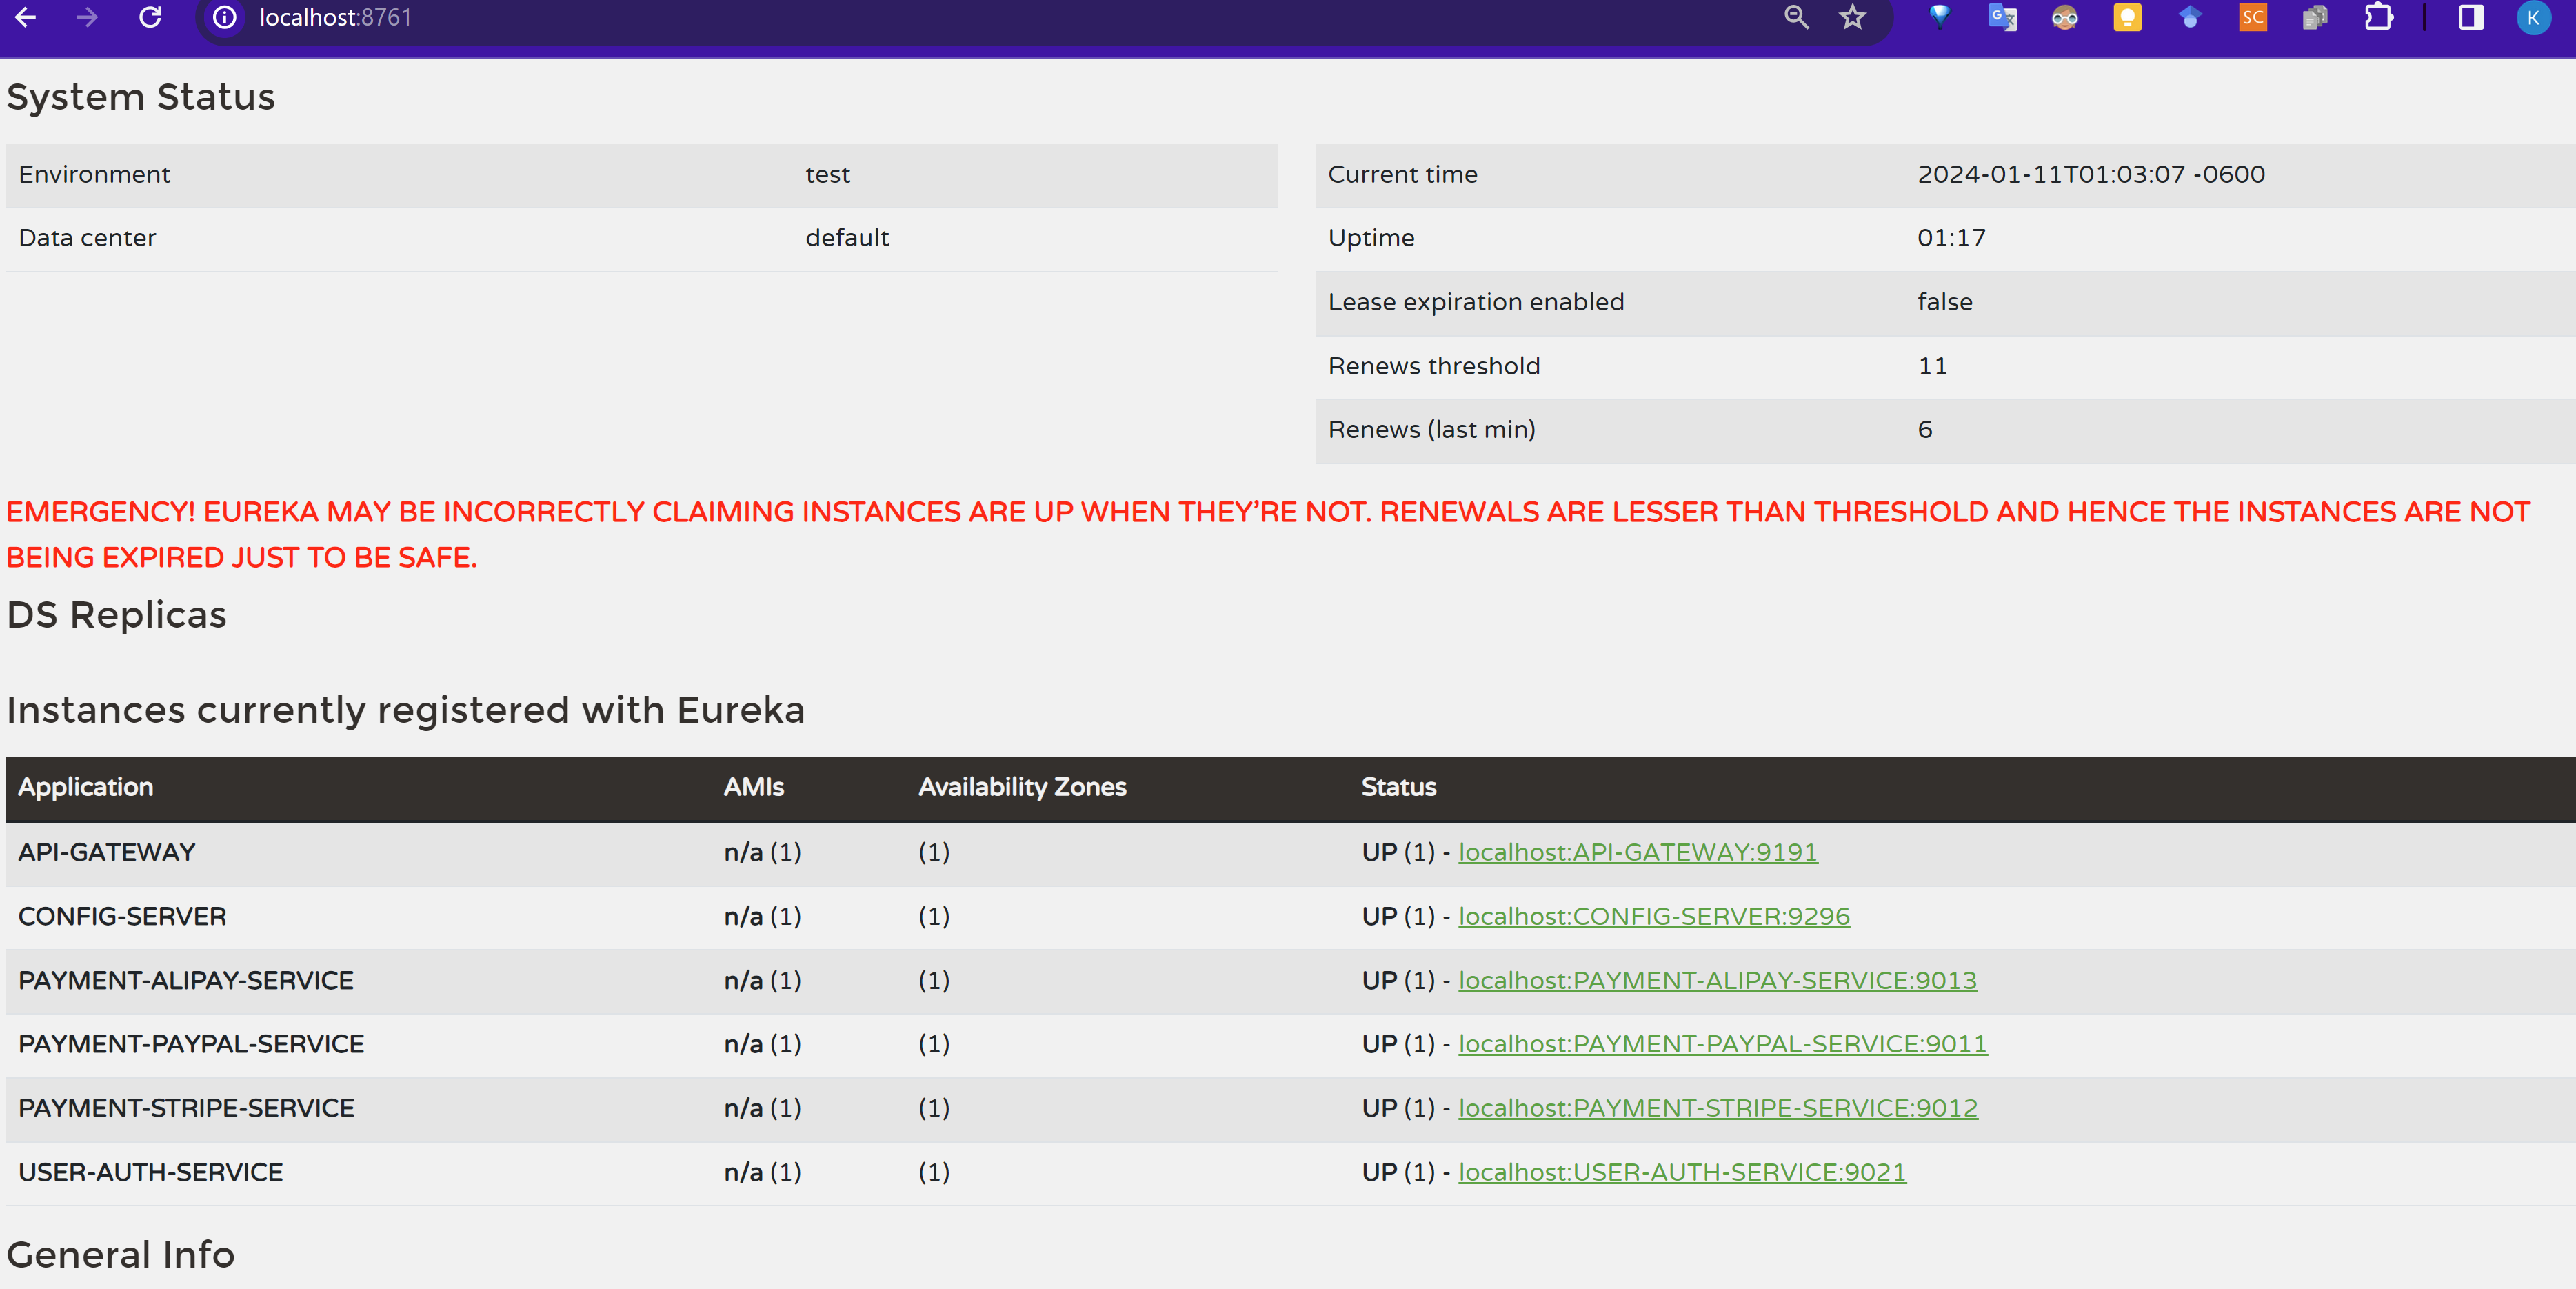 localhost:8761
SC
K
System Status
Environment test
Data center default
Current time 2024-01-11T01:03:07 -0600
Uptime 01:17
Lease expiration enabled false
Renews threshold 11
Renews (last min) 6
EMERGENCY! EUREKA MAY BE INCORRECTLY CLAIMING INSTANCES ARE UP WHEN THEY’RE NOT. RENEWALS ARE LESSER THAN THRESHOLD AND HENCE THE INSTANCES ARE NOT
BEING EXPIRED JUST TO BE SAFE.
DS Replicas
Instances currently registered with Eureka
Application AMIs Availability Zones Status
API-GATEWAY n/a (1) (1) UP (1) - localhost:API-GATEWAY:9191
CONFIG-SERVER n/a (1) (1) UP (1) - localhost:CONFIG-SERVER:9296
PAYMENT-ALIPAY-SERVICE n/a (1) (1) UP (1) - localhost:PAYMENT-ALIPAY-SERVICE:9013
PAYMENT-PAYPAL-SERVICE n/a (1) (1) UP (1) - localhost:PAYMENT-PAYPAL-SERVICE:9011
PAYMENT-STRIPE-SERVICE n/a (1) (1) UP (1) - localhost:PAYMENT-STRIPE-SERVICE:9012
USER-AUTH-SERVICE n/a (1) (1) UP (1) - localhost:USER-AUTH-SERVICE:9021
General Info